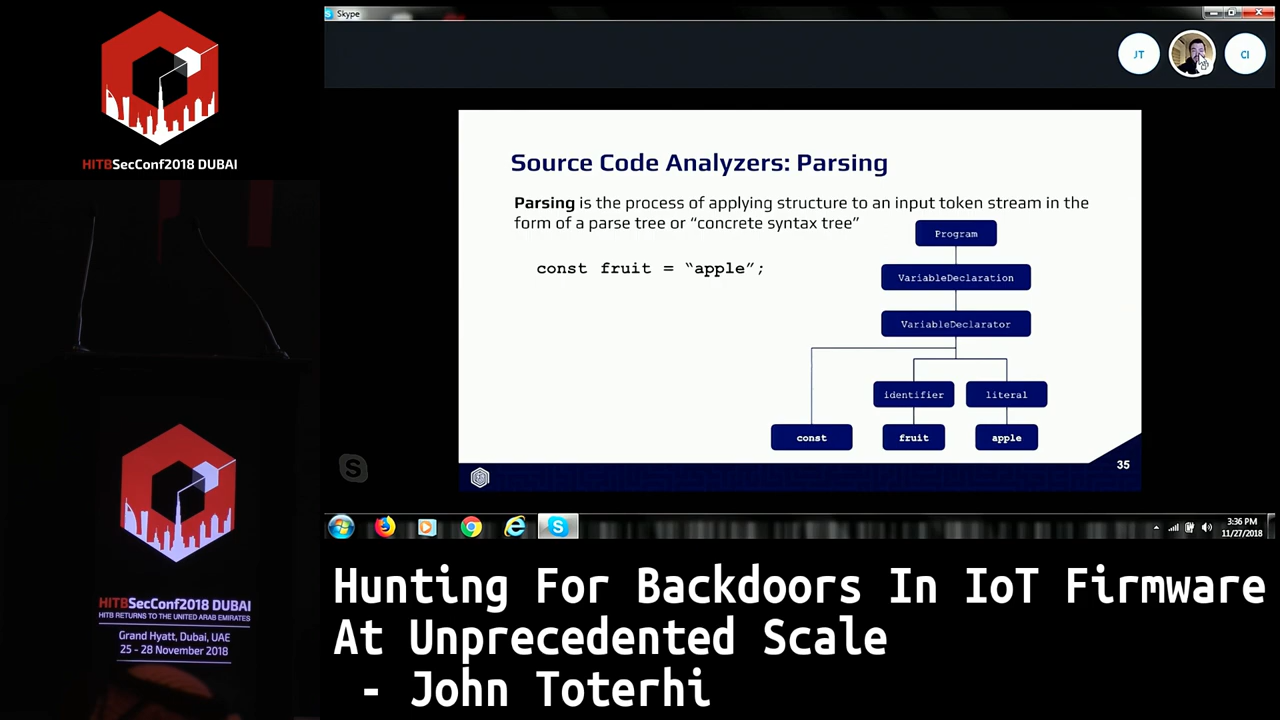 HITBSecConf2018 DUBAI
Skype
JT
CI
Source Code Analyzers: Parsing
Parsing is the process of applying structure to an input token stream in the
form of a parse tree or “concrete syntax tree”
const fruit = “apple”;
Program
VariableDeclaration
VariableDeclarator
identifier
literal
const
fruit
apple
35
3:36 PM
11/27/2018
HITBSecConf2018 DUBAI
HITB RETURNS TO THE UNITED ARAB EMIRATES
Grand Hyatt, Dubai, UAE
25 - 28 November 2018
Hunting For Backdoors In IoT Firmware
At Unprecedented Scale
- John Toterhi